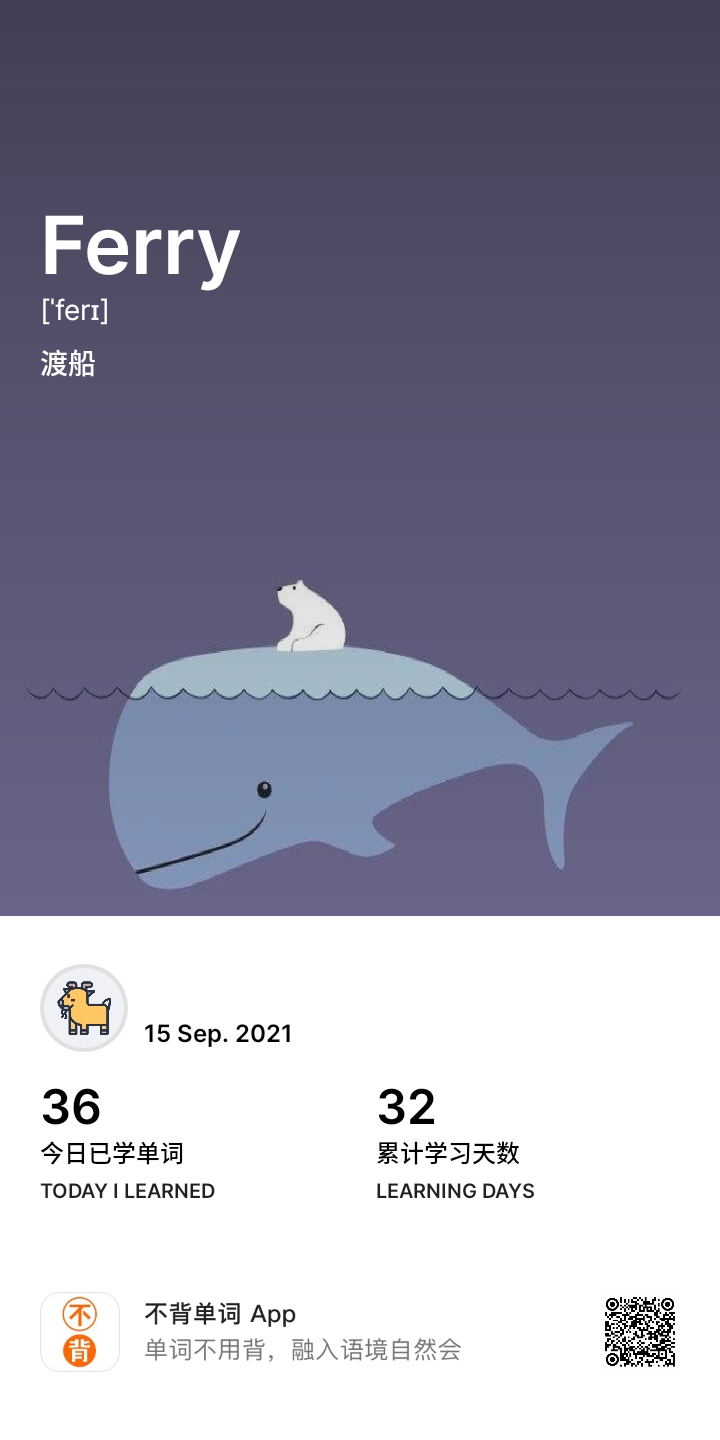 Ferry
[ˈferɪ]
渡船
15 Sep. 2021
36
今日已学单词
TODAY I LEARNED
32
累计学习天数
LEARNING DAYS
不
背
不背单词 App
单词不用背，融入语境自然会